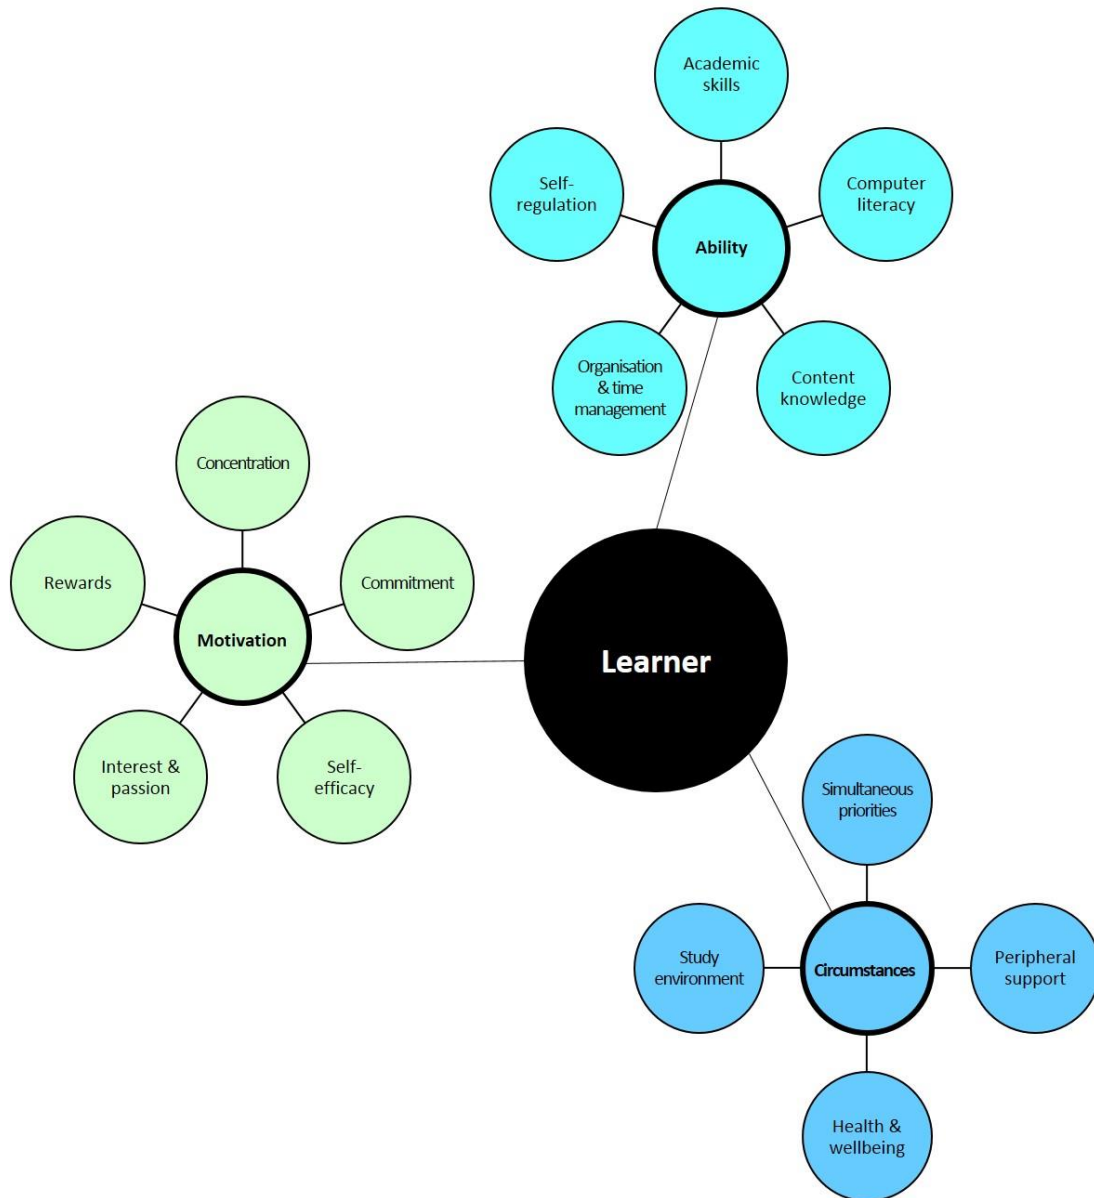 Academic
skills
Self-
regulation
Computer
literacy
Ability
Organisation
& time
management
Content
knowledge
Concentration
Rewards
Commitment
Motivation
Interest &
passion
Self-
efficacy
Learner
Simultaneous
priorities
Study
environment
Circumstances
Peripheral
support
Health &
wellbeing